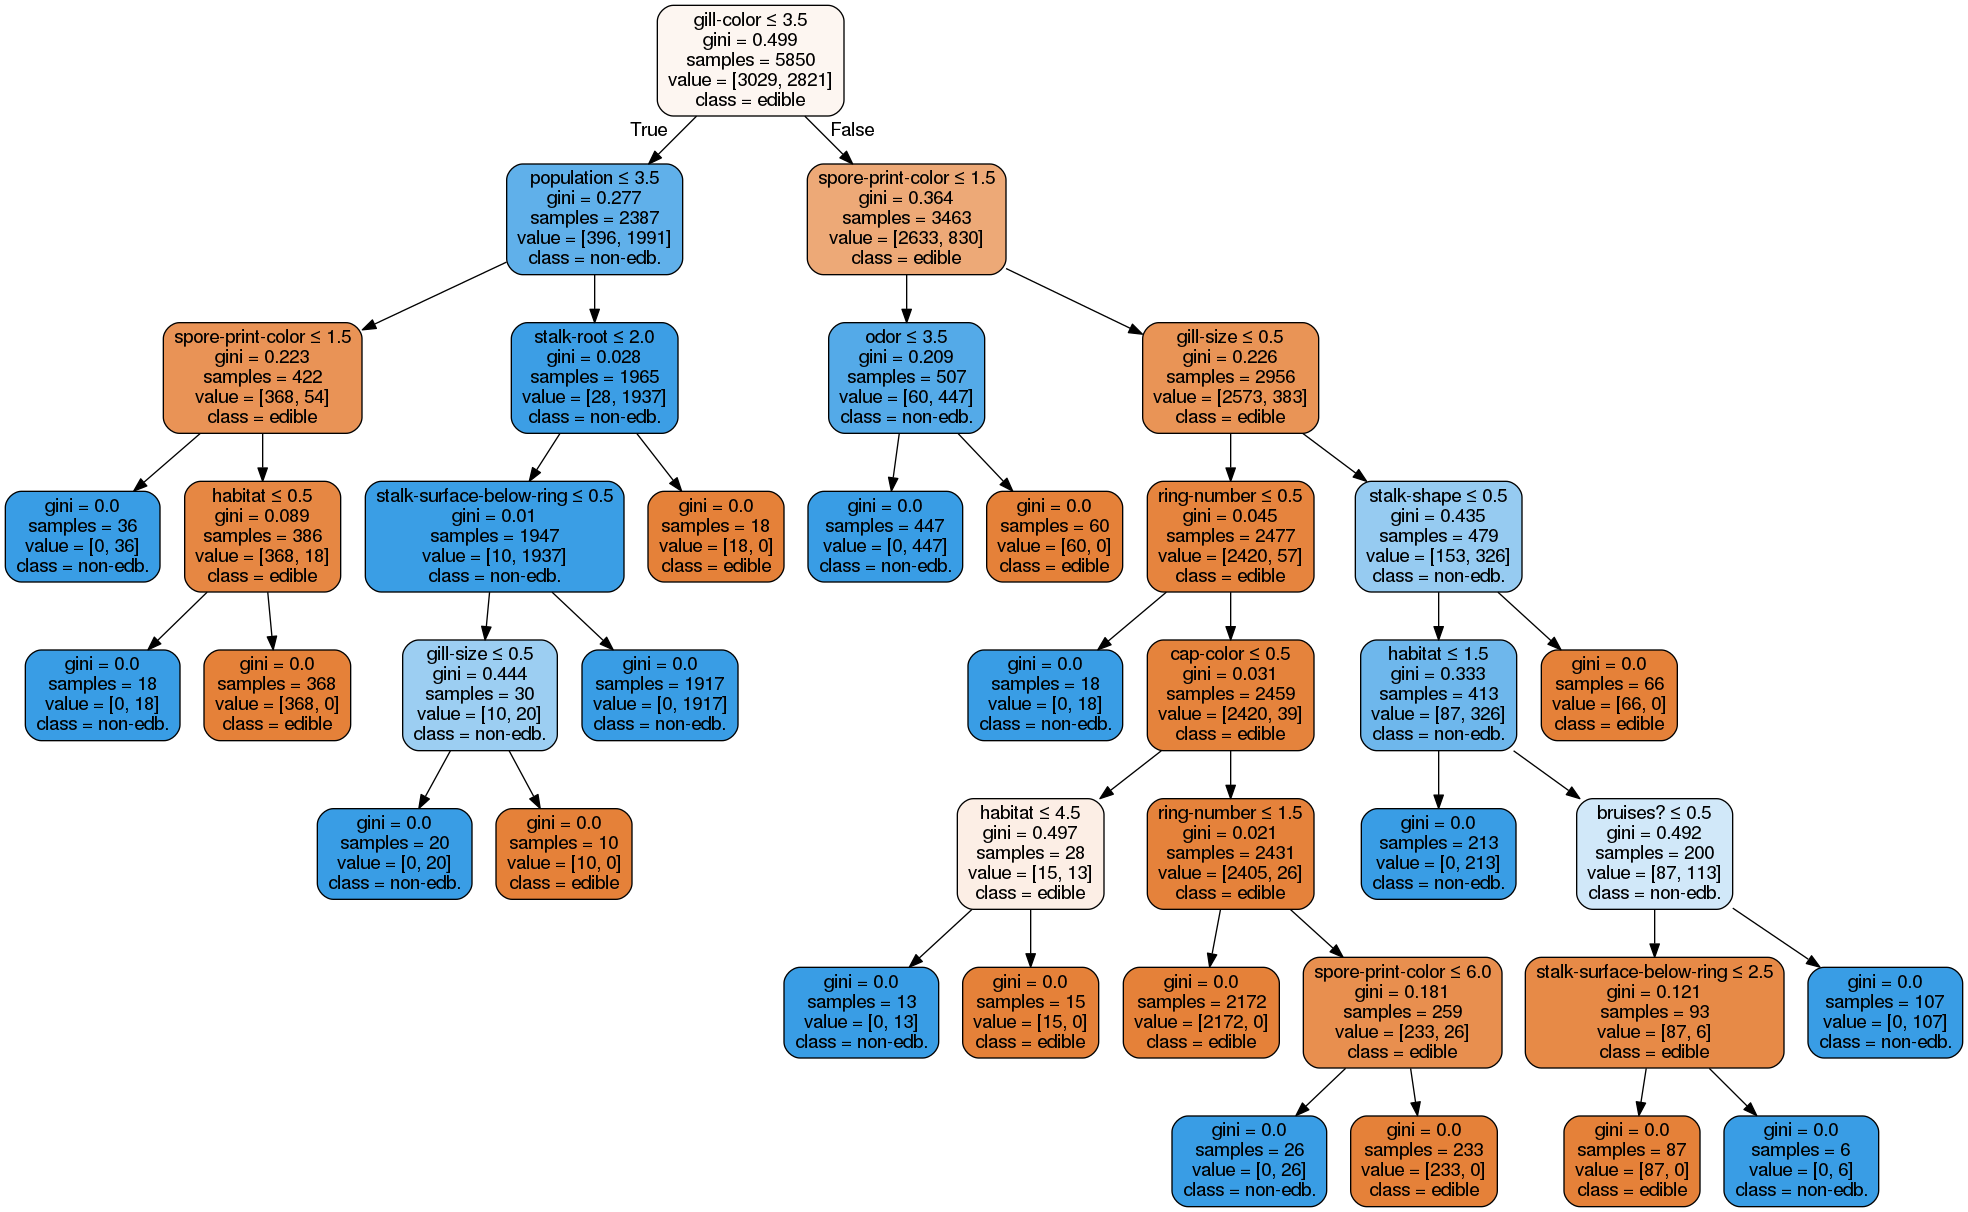 gill-color ≤ 3.5
gini = 0.499
samples = 5850
value = [3029, 2821]
class = edible
True
False
population ≤ 3.5
gini = 0.277
samples = 2387
value = [396, 1991]
class = non-edb.
spore-print-color ≤ 1.5
gini = 0.364
samples = 3463
value = [2633, 830]
class = edible
spore-print-color ≤ 1.5
gini = 0.223
samples = 422
value = [368, 54]
class = edible
stalk-root ≤ 2.0
gini = 0.028
samples = 1965
value = [28, 1937]
class = non-edb.
odor ≤ 3.5
gini = 0.209
samples = 507
value = [60, 447]
class = non-edb.
gill-size ≤ 0.5
gini = 0.226
samples = 2956
value = [2573, 383]
class = edible
gini = 0.0
samples = 36
value = [0, 36]
class = non-edb.
habitat ≤ 0.5
gini = 0.089
samples = 386
value = [368, 18]
class = edible
stalk-surface-below-ring ≤ 0.5
gini = 0.01
samples = 1947
value = [10, 1937]
class = non-edb.
gini = 0.0
samples = 18
value = [18, 0]
class = edible
gini = 0.0
samples = 447
value = [0, 447]
class = non-edb.
gini = 0.0
samples = 60
value = [60, 0]
class = edible
ring-number ≤ 0.5
gini = 0.045
samples = 2477
value = [2420, 57]
class = edible
stalk-shape ≤ 0.5
gini = 0.435
samples = 479
value = [153, 326]
class = non-edb.
gini = 0.0
samples = 18
value = [0, 18]
class = non-edb.
gini = 0.0
samples = 368
value = [368, 0]
class = edible
gill-size ≤ 0.5
gini = 0.444
samples = 30
value = [10, 20]
class = non-edb.
gini = 0.0
samples = 1917
value = [0, 1917]
class = non-edb.
gini = 0.0
samples = 18
value = [0, 18]
class = non-edb.
cap-color ≤ 0.5
gini = 0.031
samples = 2459
value = [2420, 39]
class = edible
habitat ≤ 1.5
gini = 0.333
samples = 413
value = [87, 326]
class = non-edb.
gini = 0.0
samples = 66
value = [66, 0]
class = edible
gini = 0.0
samples = 20
value = [0, 20]
class = non-edb.
gini = 0.0
samples = 10
value = [10, 0]
class = edible
habitat ≤ 4.5
gini = 0.497
samples = 28
value = [15, 13]
class = edible
ring-number ≤ 1.5
gini = 0.021
samples = 2431
value = [2405, 26]
class = edible
gini = 0.0
samples = 213
value = [0, 213]
class = non-edb.
bruises? ≤ 0.5
gini = 0.492
samples = 200
value = [87, 113]
class = non-edb.
gini = 0.0
samples = 13
value = [0, 13]
class = non-edb.
gini = 0.0
samples = 15
value = [15, 0]
class = edible
gini = 0.0
samples = 2172
value = [2172, 0]
class = edible
spore-print-color ≤ 6.0
gini = 0.181
samples = 259
value = [233, 26]
class = edible
stalk-surface-below-ring ≤ 2.5
gini = 0.121
samples = 93
value = [87, 6]
class = edible
gini = 0.0
samples = 107
value = [0, 107]
class = non-edb.
gini = 0.0
samples = 26
value = [0, 26]
class = non-edb.
gini = 0.0
samples = 233
value = [233, 0]
class = edible
gini = 0.0
samples = 87
value = [87, 0]
class = edible
gini = 0.0
samples = 6
value = [0, 6]
class = non-edb.